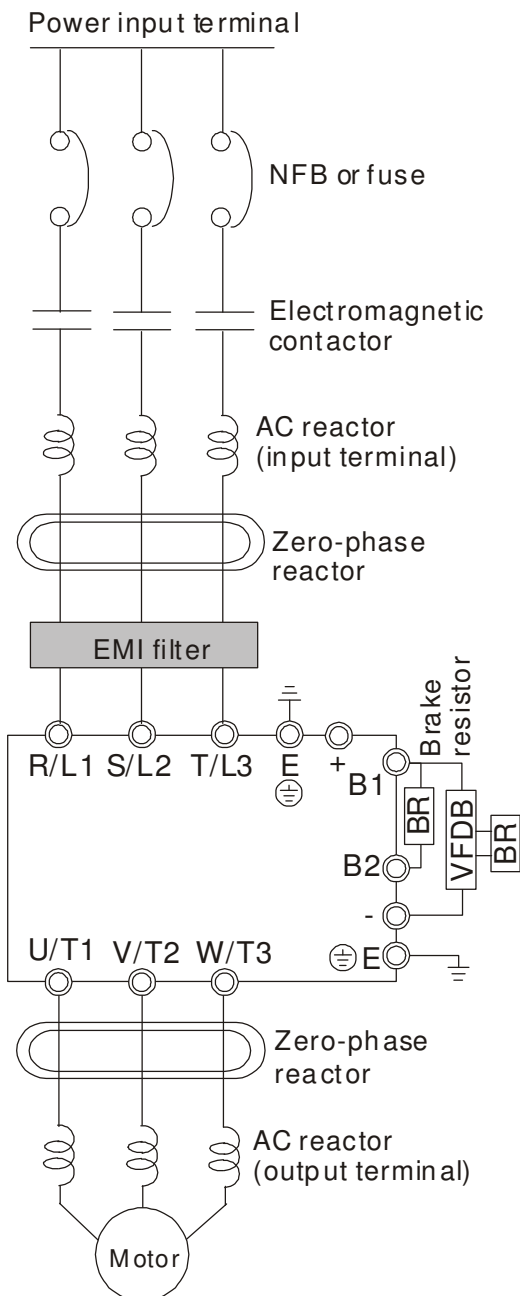 Power input terminal
NFB or fuse
Electromagnetic
contactor
AC reactor
(input terminal)
Zero-phase
reactor
EMI filter
Brake
resistor
R/L1 S/L2 T/L3 E + B1
BR
VFDB
BR
B2
-
E
U/T1 V/T2 W/T3
Zero-phase
reactor
AC reactor
(output terminal)
Motor